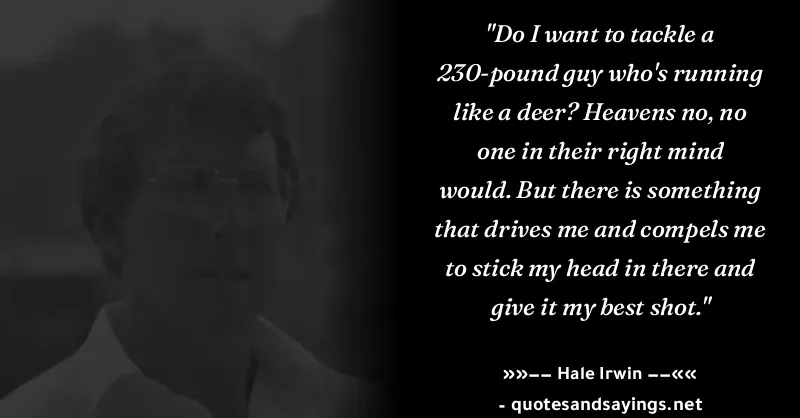 "Do I want to tackle a
230-pound guy who's running
like a deer? Heavens no, no
one in their right mind
would. But there is something
that drives me and compels me
to stick my head in there and
give it my best shot."
»»–– Hale Irwin ––««
- quotesandsayings.net